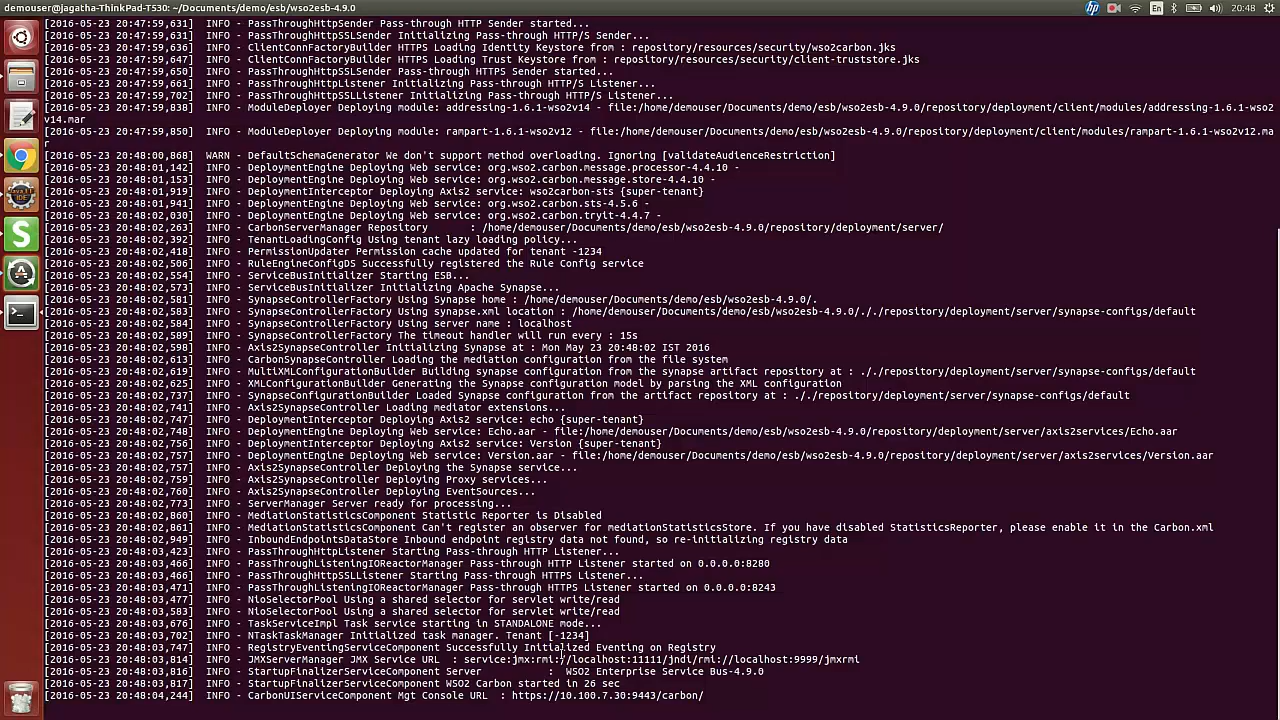 demouser@jagatha-ThinkPad-T530: ~/Documents/demo/esb/wso2esb-4.9.0
En
20:48
[2016-05-23 20:47:59,631]  INFO - PassThroughHttpSender Pass-through HTTP Sender started...
[2016-05-23 20:47:59,631]  INFO - PassThroughHttpSSLSender Initializing Pass-through HTTP/S Sender...
[2016-05-23 20:47:59,636]  INFO - ClientConnFactoryBuilder HTTPS Loading Identity Keystore from : repository/resources/security/wso2carbon.jks
[2016-05-23 20:47:59,647]  INFO - ClientConnFactoryBuilder HTTPS Loading Trust Keystore from : repository/resources/security/client-truststore.jks
[2016-05-23 20:47:59,650]  INFO - PassThroughHttpSSLSender Pass-through HTTPS Sender started...
[2016-05-23 20:47:59,661]  INFO - PassThroughHttpListener Initializing Pass-through HTTP/S Listener...
[2016-05-23 20:47:59,702]  INFO - PassThroughHttpSSLListener Initializing Pass-through HTTP/S Listener...
[2016-05-23 20:47:59,838]  INFO - ModuleDeployer Deploying module: addressing-1.6.1-wso2v14 - file:/home/demouser/Documents/demo/esb/wso2esb-4.9.0/repository/deployment/client/modules/addressing-1.6.1-wso2
v14.mar
[2016-05-23 20:47:59,850]  INFO - ModuleDeployer Deploying module: rampart-1.6.1-wso2v12 - file:/home/demouser/Documents/demo/esb/wso2esb-4.9.0/repository/deployment/client/modules/rampart-1.6.1-wso2v12.ma
r
[2016-05-23 20:48:00,868]  WARN - DefaultSchemaGenerator We don't support method overloading. Ignoring [validateAudienceRestriction]
[2016-05-23 20:48:01,142]  INFO - DeploymentEngine Deploying Web service: org.wso2.carbon.message.processor-4.4.10 -
[2016-05-23 20:48:01,153]  INFO - DeploymentEngine Deploying Web service: org.wso2.carbon.message.store-4.4.10 -
[2016-05-23 20:48:01,919]  INFO - DeploymentInterceptor Deploying Axis2 service: wso2carbon-sts {super-tenant}
[2016-05-23 20:48:01,941]  INFO - DeploymentEngine Deploying Web service: org.wso2.carbon.sts-4.5.6 -
[2016-05-23 20:48:02,030]  INFO - DeploymentEngine Deploying Web service: org.wso2.carbon.tryit-4.4.7 -
[2016-05-23 20:48:02,263]  INFO - CarbonServerManager Repository       : /home/demouser/Documents/demo/esb/wso2esb-4.9.0/repository/deployment/server/
[2016-05-23 20:48:02,392]  INFO - TenantLoadingConfig Using tenant lazy loading policy...
[2016-05-23 20:48:02,418]  INFO - PermissionUpdater Permission cache updated for tenant -1234
[2016-05-23 20:48:02,506]  INFO - RuleEngineConfigDS Successfully registered the Rule Config service
[2016-05-23 20:48:02,554]  INFO - ServiceBusInitializer Starting ESB...
[2016-05-23 20:48:02,573]  INFO - ServiceBusInitializer Initializing Apache Synapse...
[2016-05-23 20:48:02,581]  INFO - SynapseControllerFactory Using Synapse home : /home/demouser/Documents/demo/esb/wso2esb-4.9.0/.
[2016-05-23 20:48:02,583]  INFO - SynapseControllerFactory Using synapse.xml location : /home/demouser/Documents/demo/esb/wso2esb-4.9.0/././repository/deployment/server/synapse-configs/default
[2016-05-23 20:48:02,584]  INFO - SynapseControllerFactory Using server name : localhost
[2016-05-23 20:48:02,589]  INFO - SynapseControllerFactory The timeout handler will run every : 15s
[2016-05-23 20:48:02,598]  INFO - Axis2SynapseController Initializing Synapse at : Mon May 23 20:48:02 IST 2016
[2016-05-23 20:48:02,613]  INFO - CarbonSynapseController Loading the mediation configuration from the file system
[2016-05-23 20:48:02,619]  INFO - MultiXMLConfigurationBuilder Building synapse configuration from the synapse artifact repository at : ././repository/deployment/server/synapse-configs/default
[2016-05-23 20:48:02,625]  INFO - XMLConfigurationBuilder Generating the Synapse configuration model by parsing the XML configuration
[2016-05-23 20:48:02,737]  INFO - SynapseConfigurationBuilder Loaded Synapse configuration from the artifact repository at : ././repository/deployment/server/synapse-configs/default
[2016-05-23 20:48:02,741]  INFO - Axis2SynapseController Loading mediator extensions...
[2016-05-23 20:48:02,747]  INFO - DeploymentInterceptor Deploying Axis2 service: echo {super-tenant}
[2016-05-23 20:48:02,748]  INFO - DeploymentEngine Deploying Web service: Echo.aar - file:/home/demouser/Documents/demo/esb/wso2esb-4.9.0/repository/deployment/server/axis2services/Echo.aar
[2016-05-23 20:48:02,756]  INFO - DeploymentInterceptor Deploying Axis2 service: Version {super-tenant}
[2016-05-23 20:48:02,757]  INFO - DeploymentEngine Deploying Web service: Version.aar - file:/home/demouser/Documents/demo/esb/wso2esb-4.9.0/repository/deployment/server/axis2services/Version.aar
[2016-05-23 20:48:02,757]  INFO - Axis2SynapseController Deploying the Synapse service...
[2016-05-23 20:48:02,759]  INFO - Axis2SynapseController Deploying Proxy services...
[2016-05-23 20:48:02,760]  INFO - Axis2SynapseController Deploying EventSources...
[2016-05-23 20:48:02,773]  INFO - ServerManager Server ready for processing...
[2016-05-23 20:48:02,860]  INFO - MediationStatisticsComponent Statistic Reporter is Disabled
[2016-05-23 20:48:02,861]  INFO - MediationStatisticsComponent Can't register an observer for mediationStatisticsStore. If you have disabled StatisticsReporter, please enable it in the Carbon.xml
[2016-05-23 20:48:02,949]  INFO - InboundEndpointsDataStore Inbound endpoint registry data not found, so re-initializing registry data
[2016-05-23 20:48:03,423]  INFO - PassThroughHttpListener Starting Pass-through HTTP Listener...
[2016-05-23 20:48:03,466]  INFO - PassThroughListeningIOReactorManager Pass-through HTTP Listener started on 0.0.0.0:8280
[2016-05-23 20:48:03,466]  INFO - PassThroughHttpSSLListener Starting Pass-through HTTPS Listener...
[2016-05-23 20:48:03,471]  INFO - PassThroughListeningIOReactorManager Pass-through HTTPS Listener started on 0.0.0.0:8243
[2016-05-23 20:48:03,477]  INFO - NioSelectorPool Using a shared selector for servlet write/read
[2016-05-23 20:48:03,583]  INFO - NioSelectorPool Using a shared selector for servlet write/read
[2016-05-23 20:48:03,676]  INFO - TaskServiceImpl Task service starting in STANDALONE mode...
[2016-05-23 20:48:03,702]  INFO - NTaskTaskManager Initialized task manager. Tenant [-1234]
[2016-05-23 20:48:03,747]  INFO - RegistryEventingServiceComponent Successfully Initialized Eventing on Registry
[2016-05-23 20:48:03,814]  INFO - JMXServerManager JMX Service URL  : service:jmx:rmi://localhost:11111/jndi/rmi://localhost:9999/jmxrmi
[2016-05-23 20:48:03,816]  INFO - StartupFinalizerServiceComponent Server           :  WSO2 Enterprise Service Bus-4.9.0
[2016-05-23 20:48:03,817]  INFO - StartupFinalizerServiceComponent WSO2 Carbon started in 26 sec
[2016-05-23 20:48:04,244]  INFO - CarbonUIServiceComponent Mgt Console URL  : https://10.100.7.30:9443/carbon/